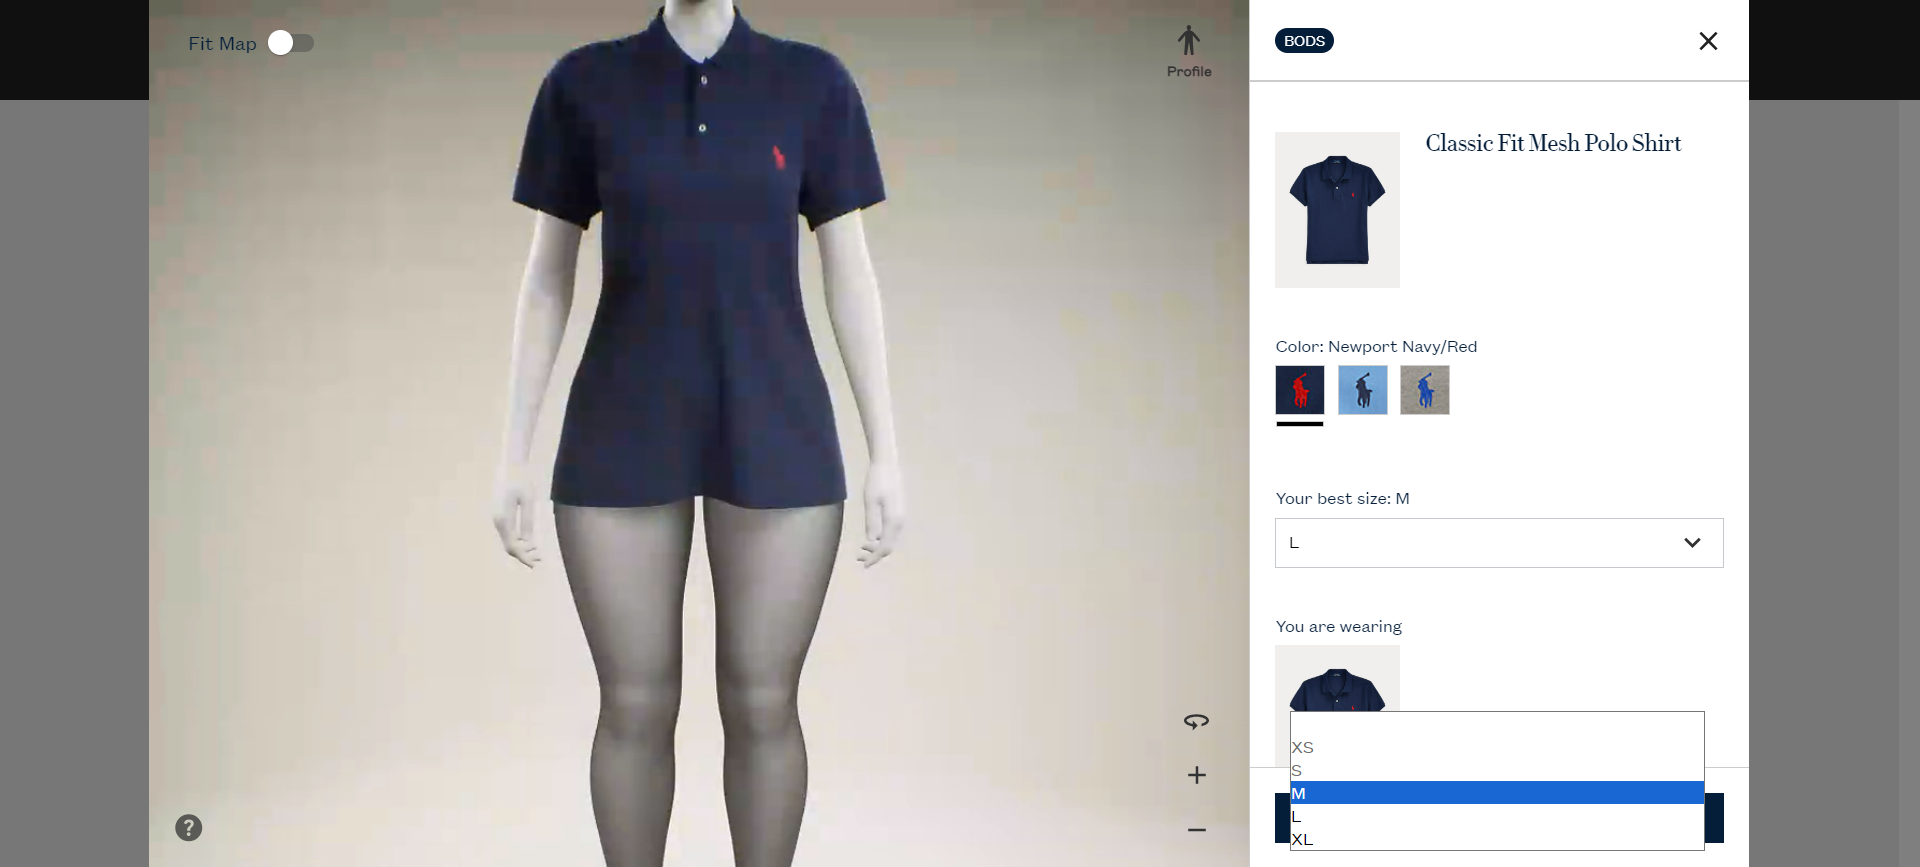 Fit Map
Profile
BODS
Classic Fit Mesh Polo Shirt
Color: Newport Navy/Red
Your best size: M
L
You are wearing
XS
S
M
L
XL
?